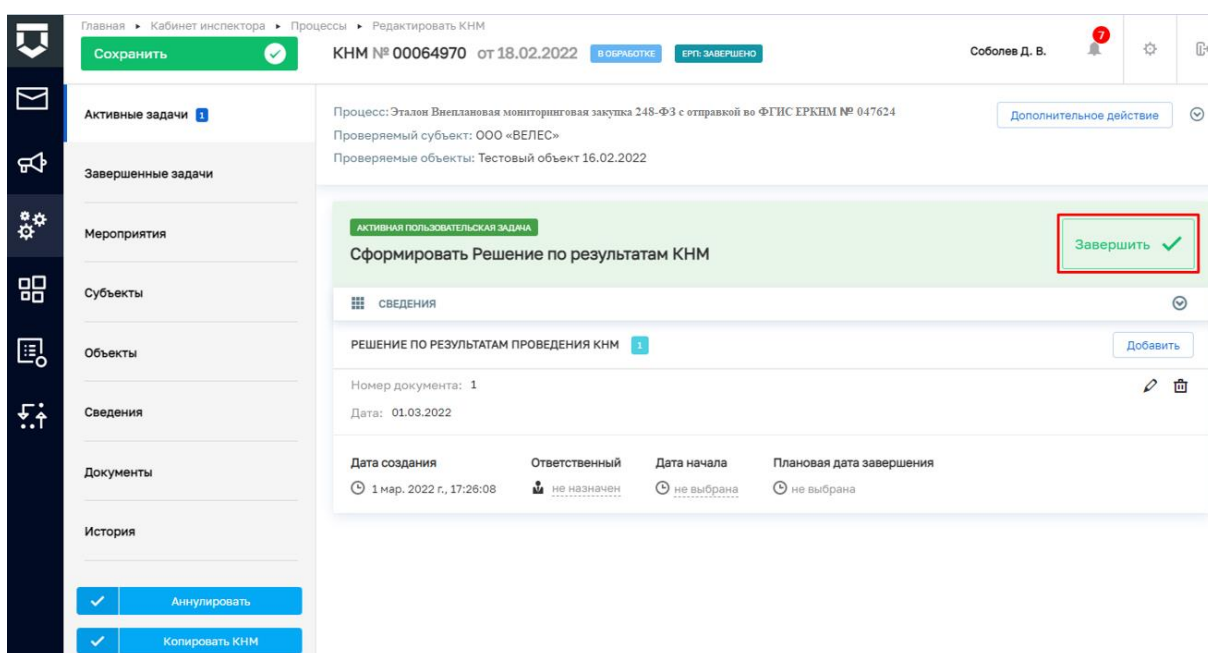 Главная ▸ Кабинет инспектора ▸ Процессы ▸ Редактировать КНМ
Сохранить
КНМ № 00064970 от 18.02.2022 В ОБРАБОТКЕ ЕРП: ЗАВЕРШЕНО
Соболев Д. В.
7
Активные задачи 1
Завершенные задачи
Мероприятия
Субъекты
Объекты
Сведения
Документы
История
Аннулировать
Копировать КНМ
Процесс: Эталон Внеплановая мониторинговая закупка 248-ФЗ с отправкой во ФГИС ЕРКНМ № 047624
Дополнительное действие
Проверяемый субъект: ООО «ВЕЛЕС»
Проверяемые объекты: Тестовый объект 16.02.2022
АКТИВНАЯ ПОЛЬЗОВАТЕЛЬСКАЯ ЗАДАЧА
Сформировать Решение по результатам КНМ
Завершить
СВЕДЕНИЯ
РЕШЕНИЕ ПО РЕЗУЛЬТАТАМ ПРОВЕДЕНИЯ КНМ 1
Добавить
Номер документа: 1
Дата: 01.03.2022
Дата создания Ответственный Дата начала Плановая дата завершения
1 мар. 2022 г., 17:26:08 не назначен не выбрана не выбрана